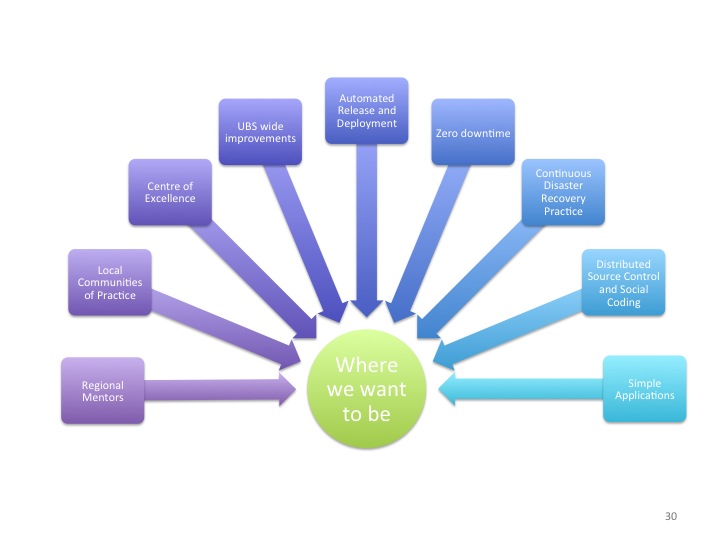 Automated
Release and
Deployment
UBS wide
improvements
Zero downtime
Centre of
Excellence
Continuous
Disaster
Recovery
Practice
Local
Communities
of Practice
Distributed
Source Control
and Social
Coding
Regional
Mentors
Where
we want
to be
Simple
Applications
30